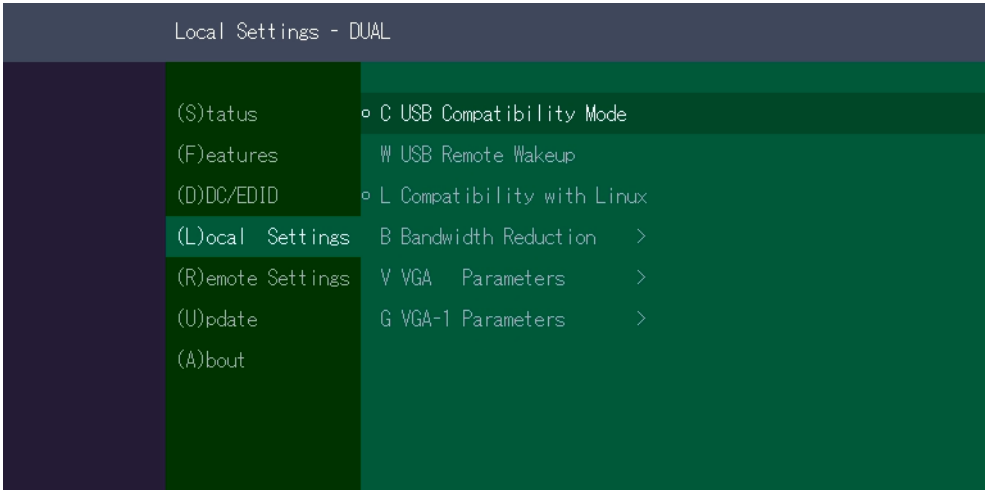 Local Settings - DUAL
(S)tatus
(F)eatures
(D)DC/EDID
(L)ocal Settings
(R)emote Settings
(U)pdate
(A)bout
C USB Compatibility Mode
W USB Remote Wakeup
L Compatibility with Linux
B Bandwidth Reduction >
V VGA Parameters >
G VGA-1 Parameters >